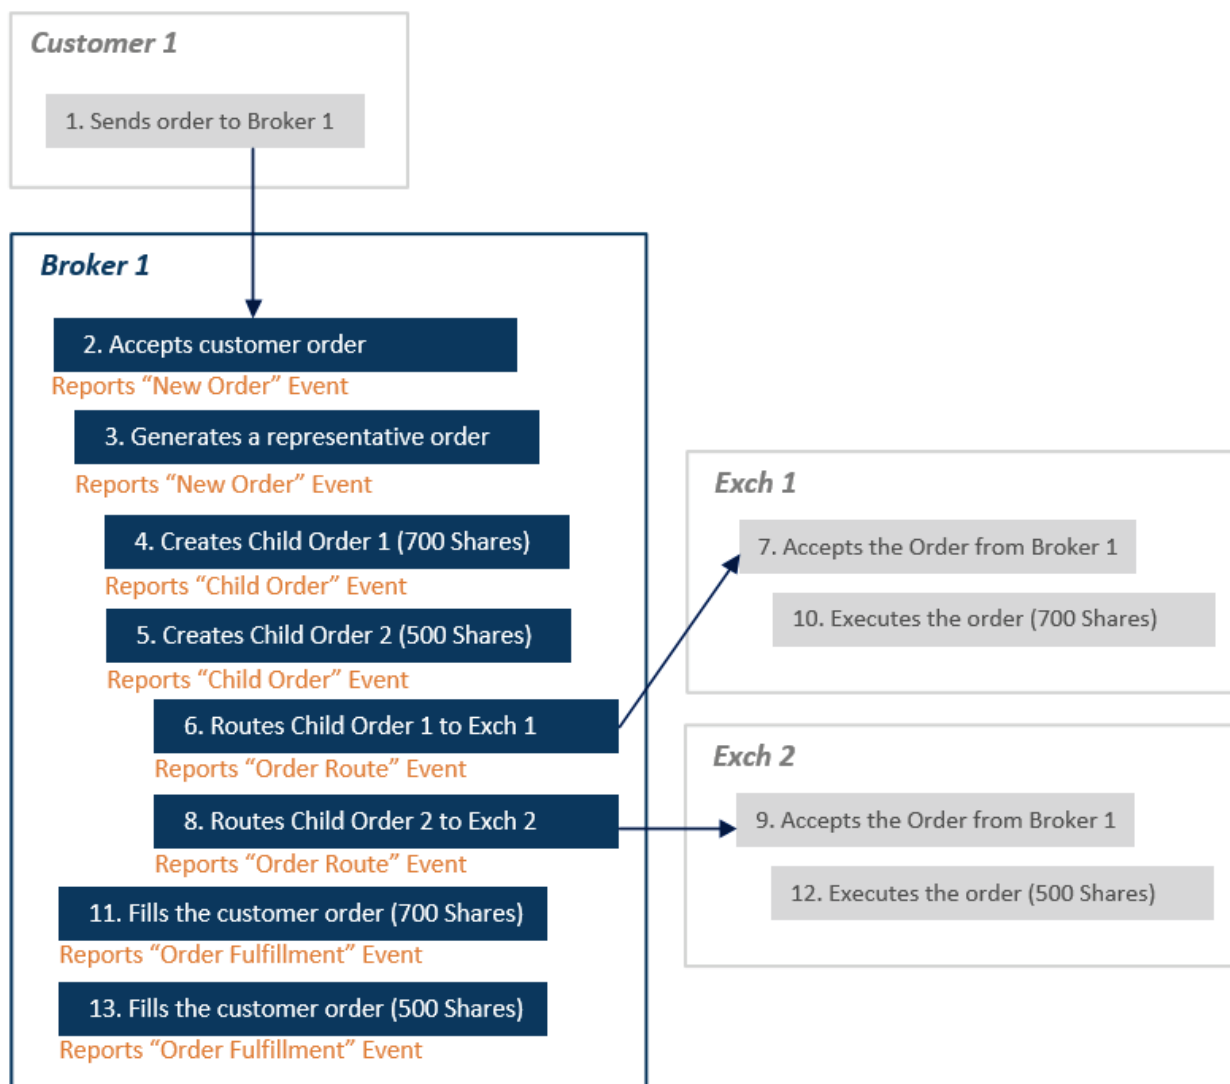 Customer 1
1. Sends order to Broker 1
Broker 1
2. Accepts customer order
Reports “New Order” Event
3. Generates a representative order
Reports “New Order” Event
4. Creates Child Order 1 (700 Shares)
Reports “Child Order” Event
5. Creates Child Order 2 (500 Shares)
Reports “Child Order” Event
6. Routes Child Order 1 to Exch 1
Reports “Order Route” Event
8. Routes Child Order 2 to Exch 2
Reports “Order Route” Event
11. Fills the customer order (700 Shares)
Reports “Order Fulfillment” Event
13. Fills the customer order (500 Shares)
Reports “Order Fulfillment” Event
Exch 1
7. Accepts the Order from Broker 1
10. Executes the order (700 Shares)
Exch 2
9. Accepts the Order from Broker 1
12. Executes the order (500 Shares)